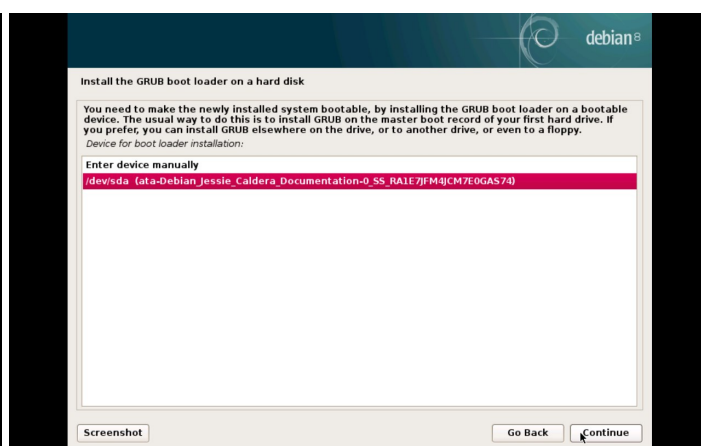 debian 8
Install the GRUB boot loader on a hard disk
You need to make the newly installed system bootable, by installing the GRUB boot loader on a bootable
device. The usual way to do this is to install GRUB on the master boot record of your first hard drive. If
you prefer, you can install GRUB elsewhere on the drive, or to another drive, or even to a floppy.
Device for boot loader installation:
Enter device manually
/dev/sda (ata-Debian_Jessie_Caldera_Documentation-0_SS_RA1E7JFM4JCM7E0GAS74)
Screenshot
Go Back
Continue